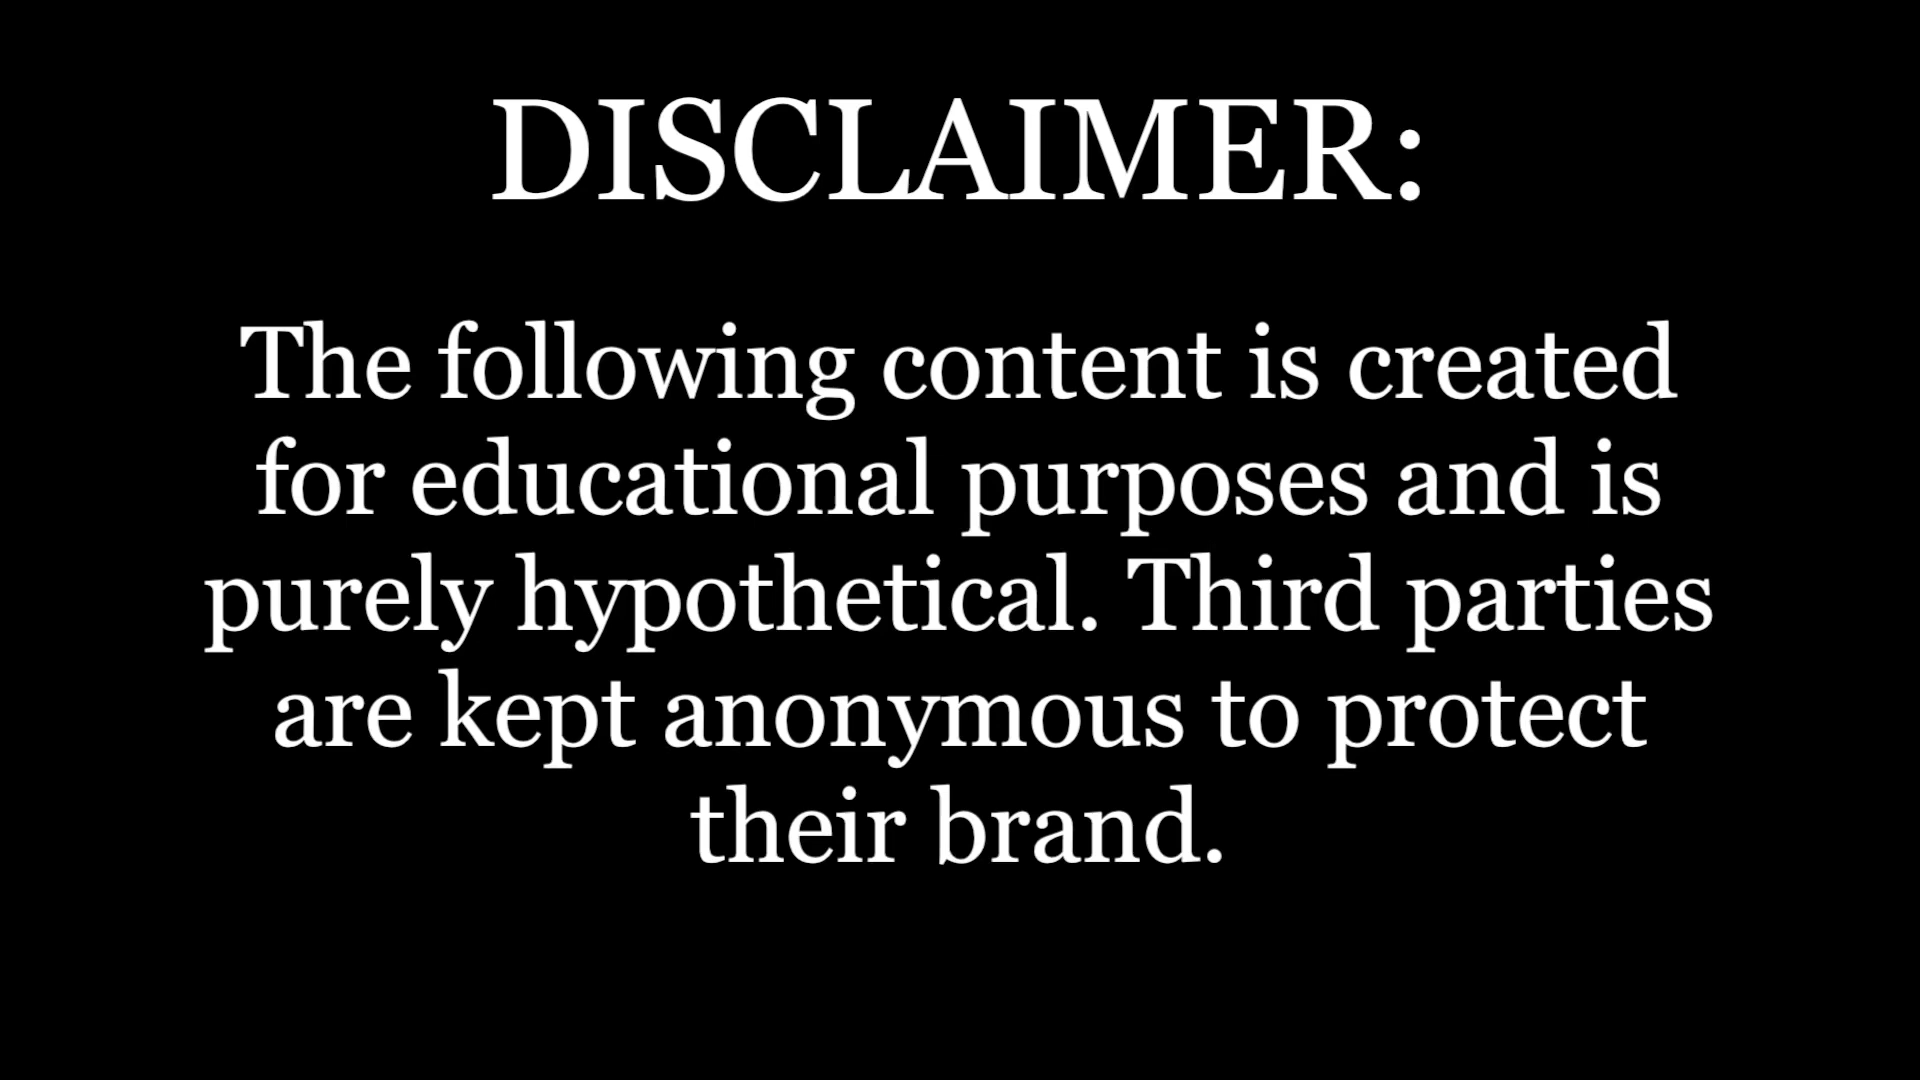 DISCLAIMER:
The following content is created
for educational purposes and is
purely hypothetical. Third parties
are kept anonymous to protect
their brand.